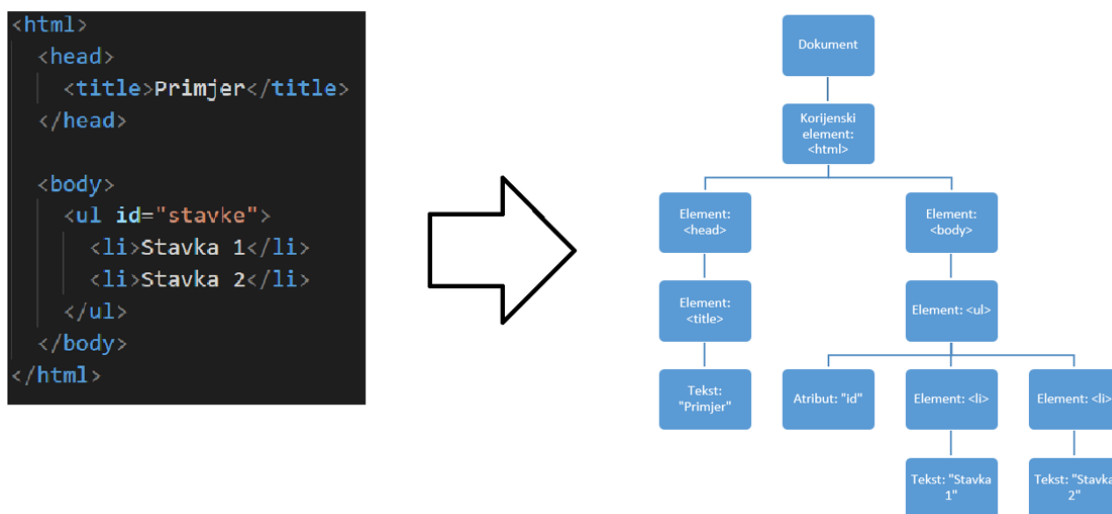 <html>
<head>
<title>Primjer</title>
</head>
<body>
<ul id="stavke">
<li>Stavka 1</li>
<li>Stavka 2</li>
</ul>
</body>
</html>
Dokument
Korijenski
element:
<html>
Element:
<head>
Element:
<body>
Element:
<title>
Element: <ul>
Tekst:
"Primjer"
Atribut: "id"
Element: <li>
Element: <li>
Tekst: "Stavka
1"
Tekst: "Stavka
2"